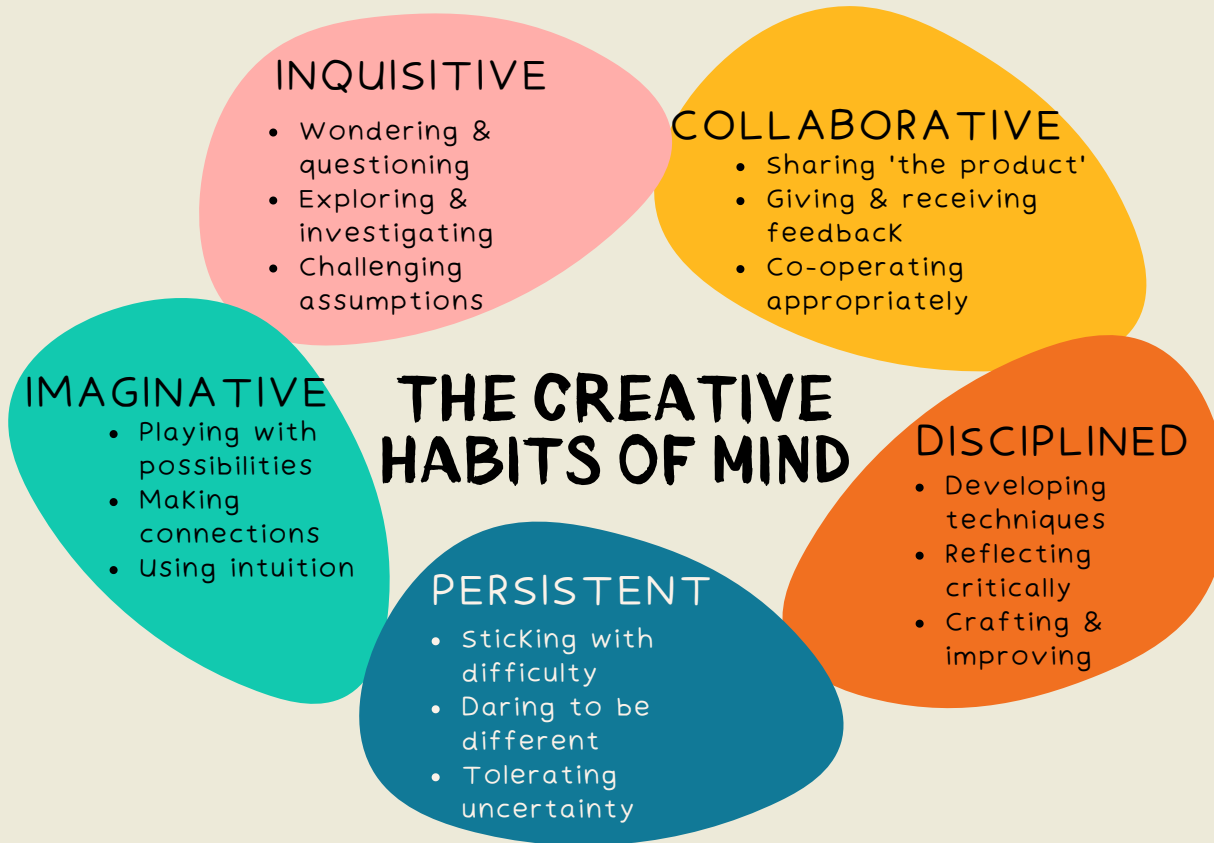 INQUISITIVE
• Wondering &
questioning
• Exploring &
investigating
• Challenging
assumptions
COLLABORATIVE
• Sharing 'the product'
• Giving & receiving
feedback
• Co-operating
appropriately
IMAGINATIVE
• Playing with
possibilities
• Making
connections
• Using intuition
THE CREATIVE
HABITS OF MIND
DISCIPLINED
• Developing
techniques
• Reflecting
critically
• Crafting &
improving
PERSISTENT
• Sticking with
difficulty
• Daring to be
different
• Tolerating
uncertainty